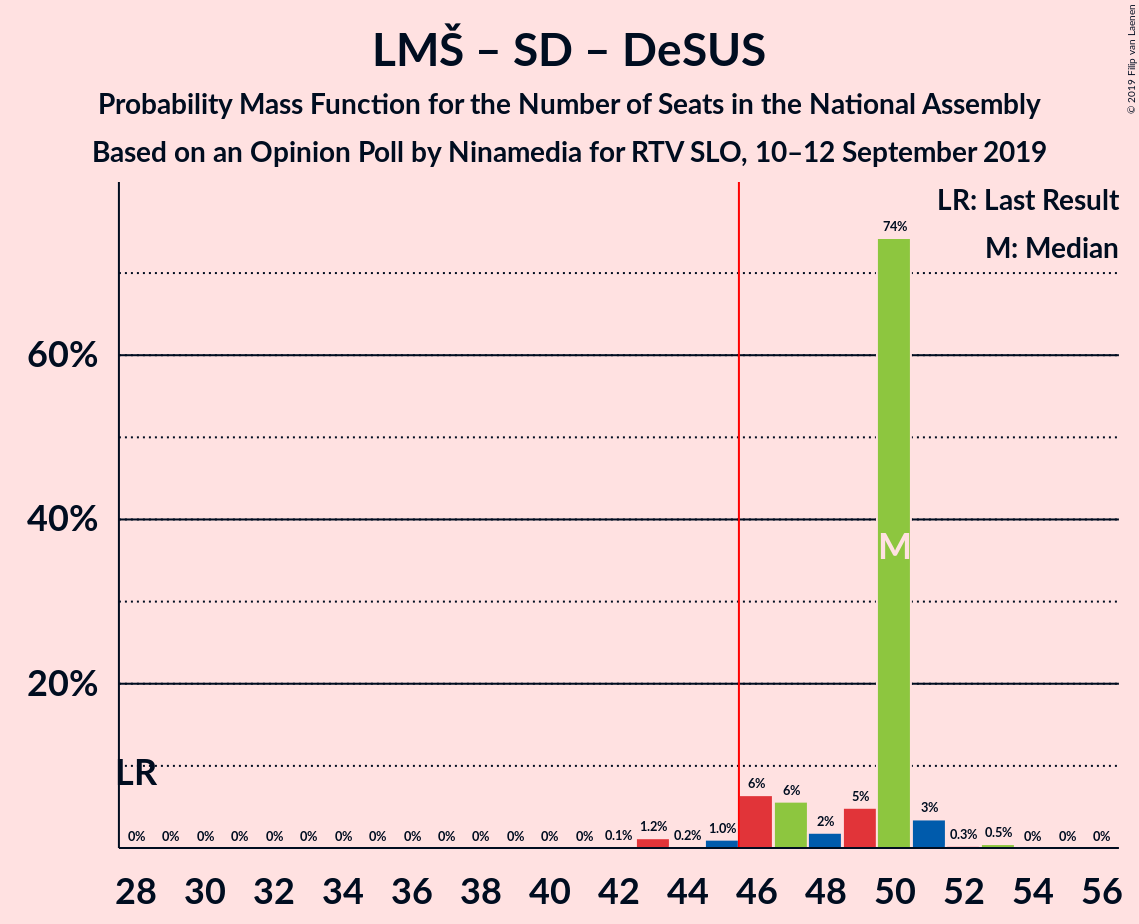 LMŠ – SD – DeSUS
Probability Mass Function for the Number of Seats in the National Assembly
Based on an Opinion Poll by Ninamedia for RTV SLO, 10–12 September 2019
© 2019 Filip van Laenen
LR: Last Result
M: Median
60%
40%
20%
LR
M
0% 0% 0% 0% 0% 0% 0% 0% 0% 0% 0% 0% 0% 0% 0.1% 1.2% 0.2% 1.0% 6% 6% 2% 5% 74% 3% 0.3% 0.5% 0% 0% 0%
28 30 32 34 36 38 40 42 44 46 48 50 52 54 56